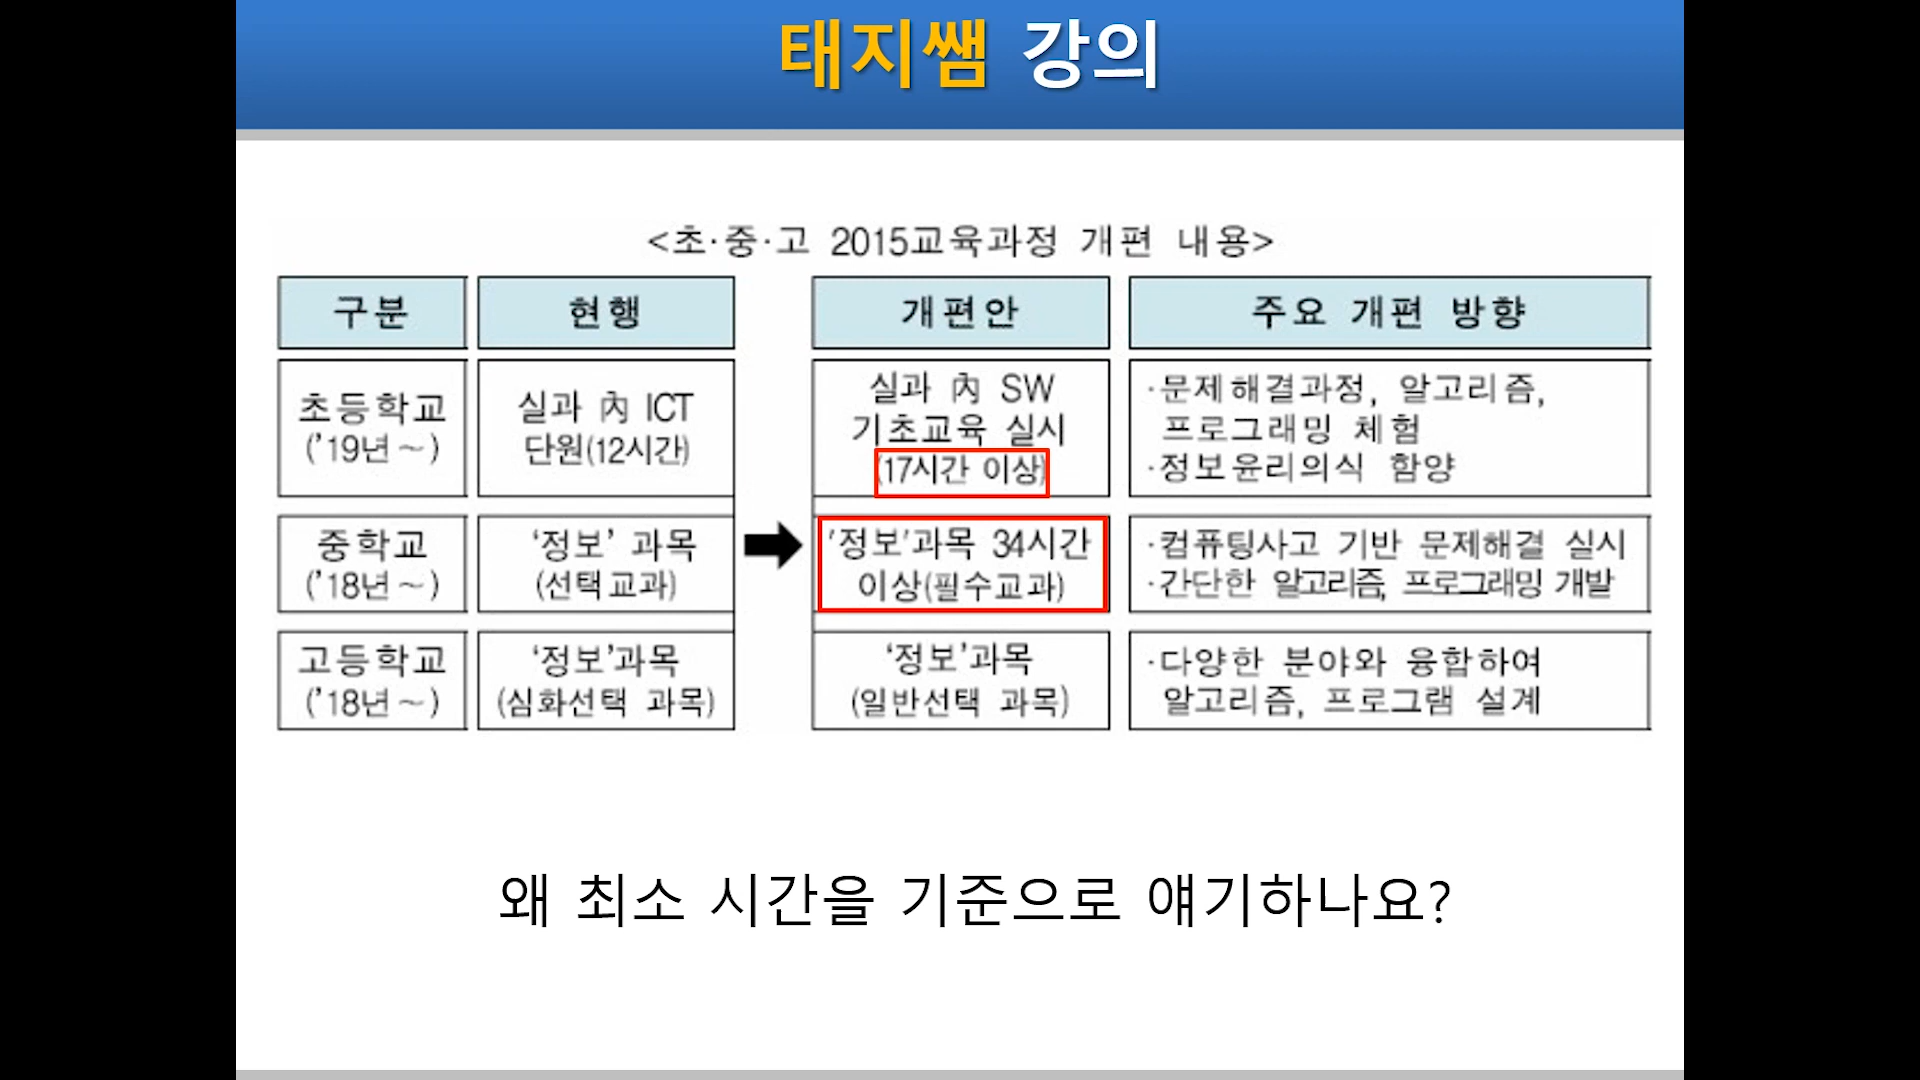 태지쌤 강의
<초·중·고 2015교육과정 개편 내용>
구분
현행
개편안
주요 개편 방향
초등학교
('19년~)
실과 內 ICT
단원(12시간)
실과 內 SW
기초교육 실시
(17시간 이상)
·문제해결과정, 알고리즘,
프로그래밍 체험
·정보윤리의식 함양
중학교
('18년~)
‘정보’ 과목
(선택교과)
'정보'과목 34시간
이상(필수교과)
·컴퓨팅사고 기반 문제해결 실시
·간단한 알고리즘, 프로그래밍 개발
고등학교
('18년~)
‘정보’과목
(심화선택 과목)
‘정보’과목
(일반선택 과목)
·다양한 분야와 융합하여
알고리즘, 프로그램 설계
왜 최소 시간을 기준으로 얘기하나요?